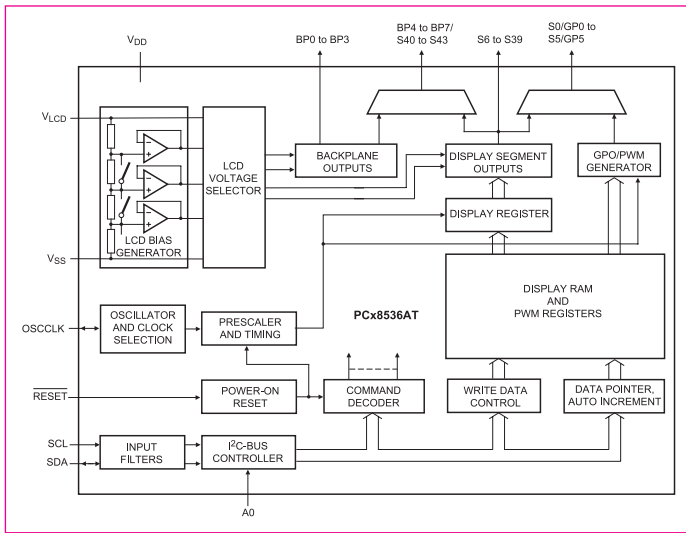 BP0 to BP3
BP4 to BP7/
S40 to S43
S6 to S39
S0/GP0 to
S5/GP5
VDD
VLCD
VSS
LCD BIAS
GENERATOR
LCD
VOLTAGE
SELECTOR
BACKPLANE
OUTPUTS
DISPLAY SEGMENT
OUTPUTS
GPO/PWM
GENERATOR
DISPLAY REGISTER
DISPLAY RAM
AND
PWM REGISTERS
OSCCLK
OSCILLATOR
AND CLOCK
SELECTION
PRESCALER
AND TIMING
PCx8536AT
RESET
POWER-ON
RESET
COMMAND
DECODER
WRITE DATA
CONTROL
DATA POINTER,
AUTO INCREMENT
SCL
SDA
INPUT
FILTERS
I2C-BUS
CONTROLLER
A0